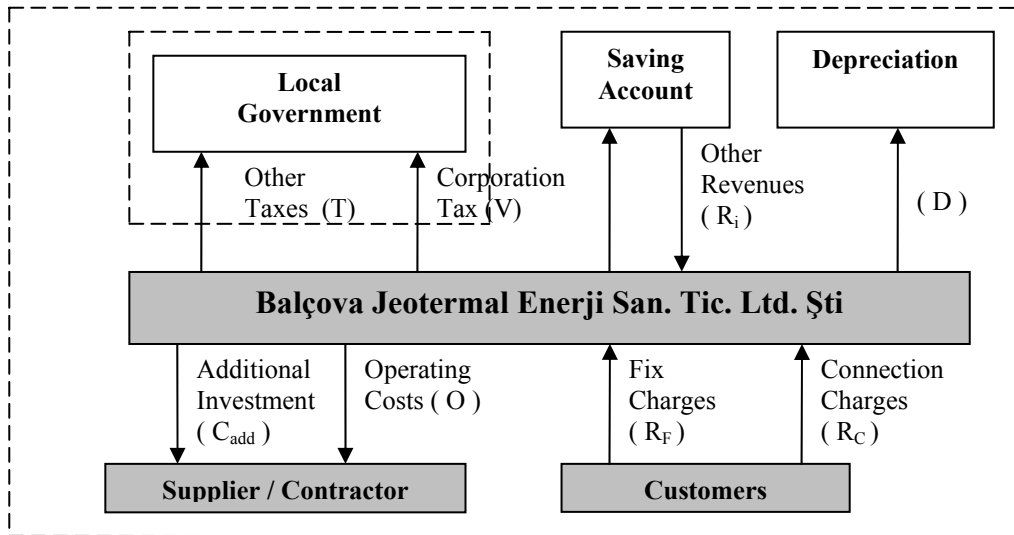 Local
Government
Saving
Account
Depreciation
Other
Taxes (T)
Corporation
Tax (V)
Other
Revenues
( Ri )
( D )
Balçova Jeotermal Enerji San. Tic. Ltd. Şti
Additional
Investment
( Cadd )
Operating
Costs ( O )
Fix
Charges
( RF )
Connection
Charges
( RC )
Supplier / Contractor
Customers